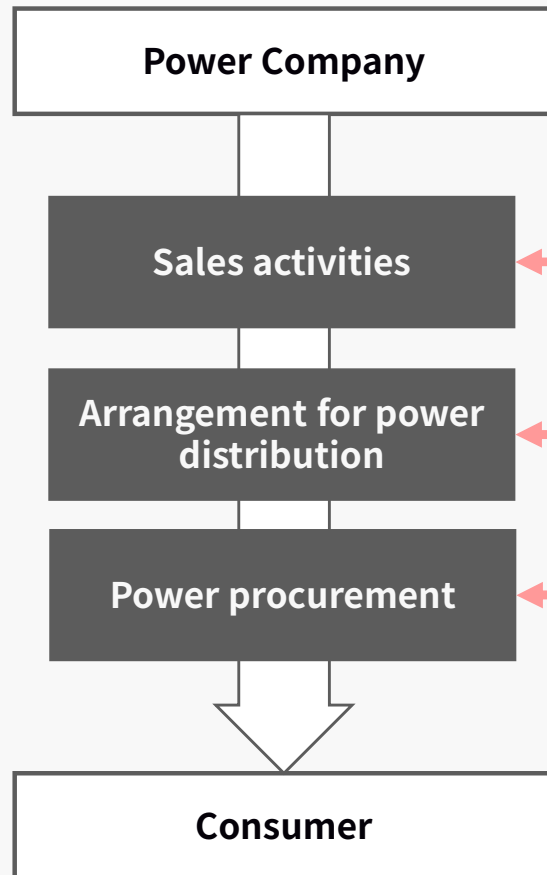 Power Company
Sales activities
Arrangement for power
distribution
Power procurement
Consumer